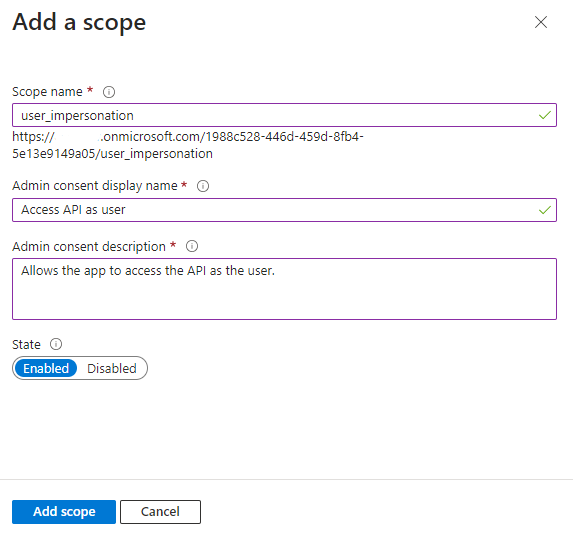 Add a scope
Scope name *
user_impersonation
https:// .onmicrosoft.com/1988c528-446d-459d-8fb4-
5e13e9149a05/user_impersonation
Admin consent display name *
Access API as user
Admin consent description *
Allows the app to access the API as the user.
State
Enabled Disabled
Add scope Cancel